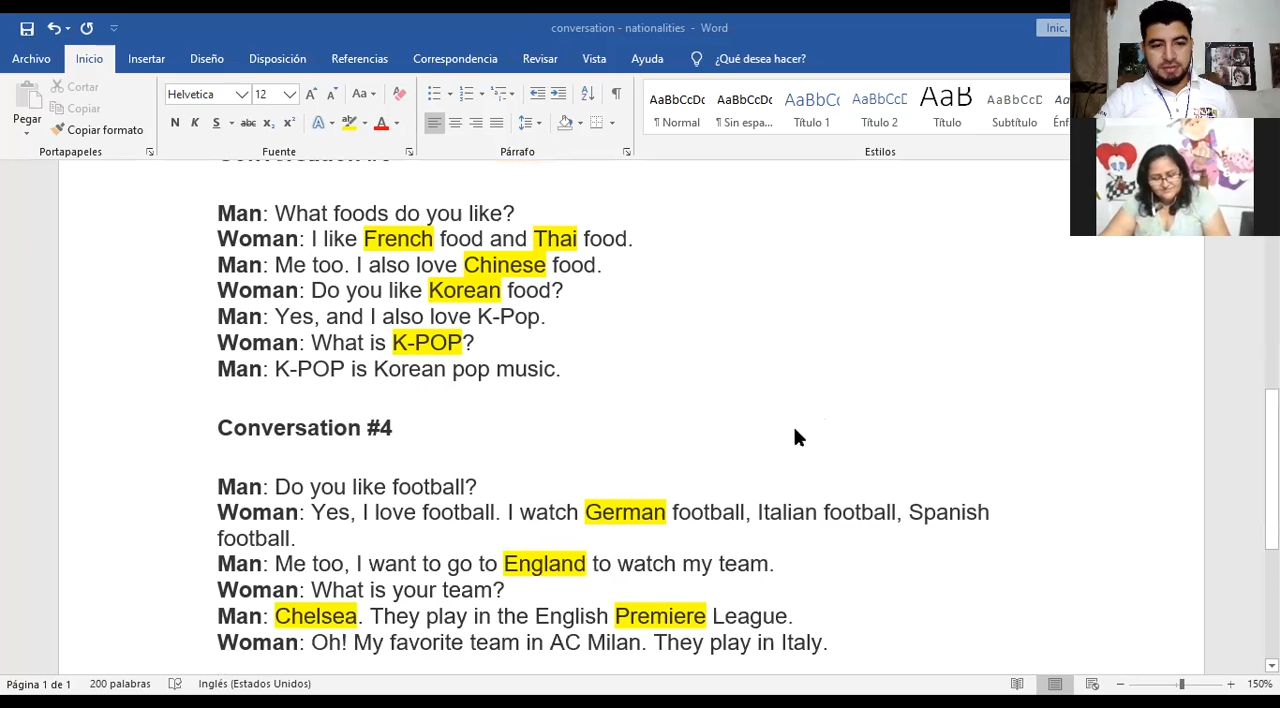 conversation - nationalities - Word
Inic.
Archivo Inicio Insertar Diseño Disposición Referencias Correspondencia Revisar Vista Ayuda ¿Qué desea hacer?
Pegar
Cortar
Copiar
Copiar formato
Helvetica 12
N K S abc x₂ x²
AaBbCcDc AaBbCcDc AaBbC AaBbCcD AaB AaBbCcD
¶ Normal ¶ Sin espa... Título 1 Título 2 Título Subtítulo Énf
Portapapeles Fuente Párrafo Estilos
Man: What foods do you like?
Woman: I like French food and Thai food.
Man: Me too. I also love Chinese food.
Woman: Do you like Korean food?
Man: Yes, and I also love K-Pop.
Woman: What is K-POP?
Man: K-POP is Korean pop music.
Conversation #4
Man: Do you like football?
Woman: Yes, I love football. I watch German football, Italian football, Spanish
football.
Man: Me too, I want to go to England to watch my team.
Woman: What is your team?
Man: Chelsea. They play in the English Premiere League.
Woman: Oh! My favorite team in AC Milan. They play in Italy.
Página 1 de 1 200 palabras Inglés (Estados Unidos) 150%